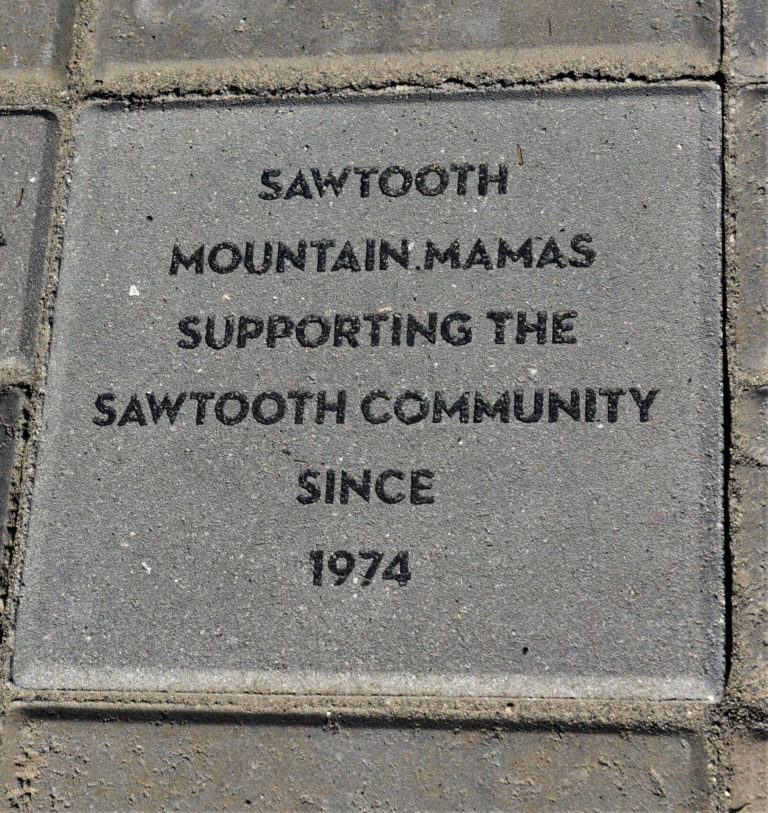 SAWTOOTH
MOUNTAIN MAMAS
SUPPORTING THE
SAWTOOTH COMMUNITY
SINCE
1974